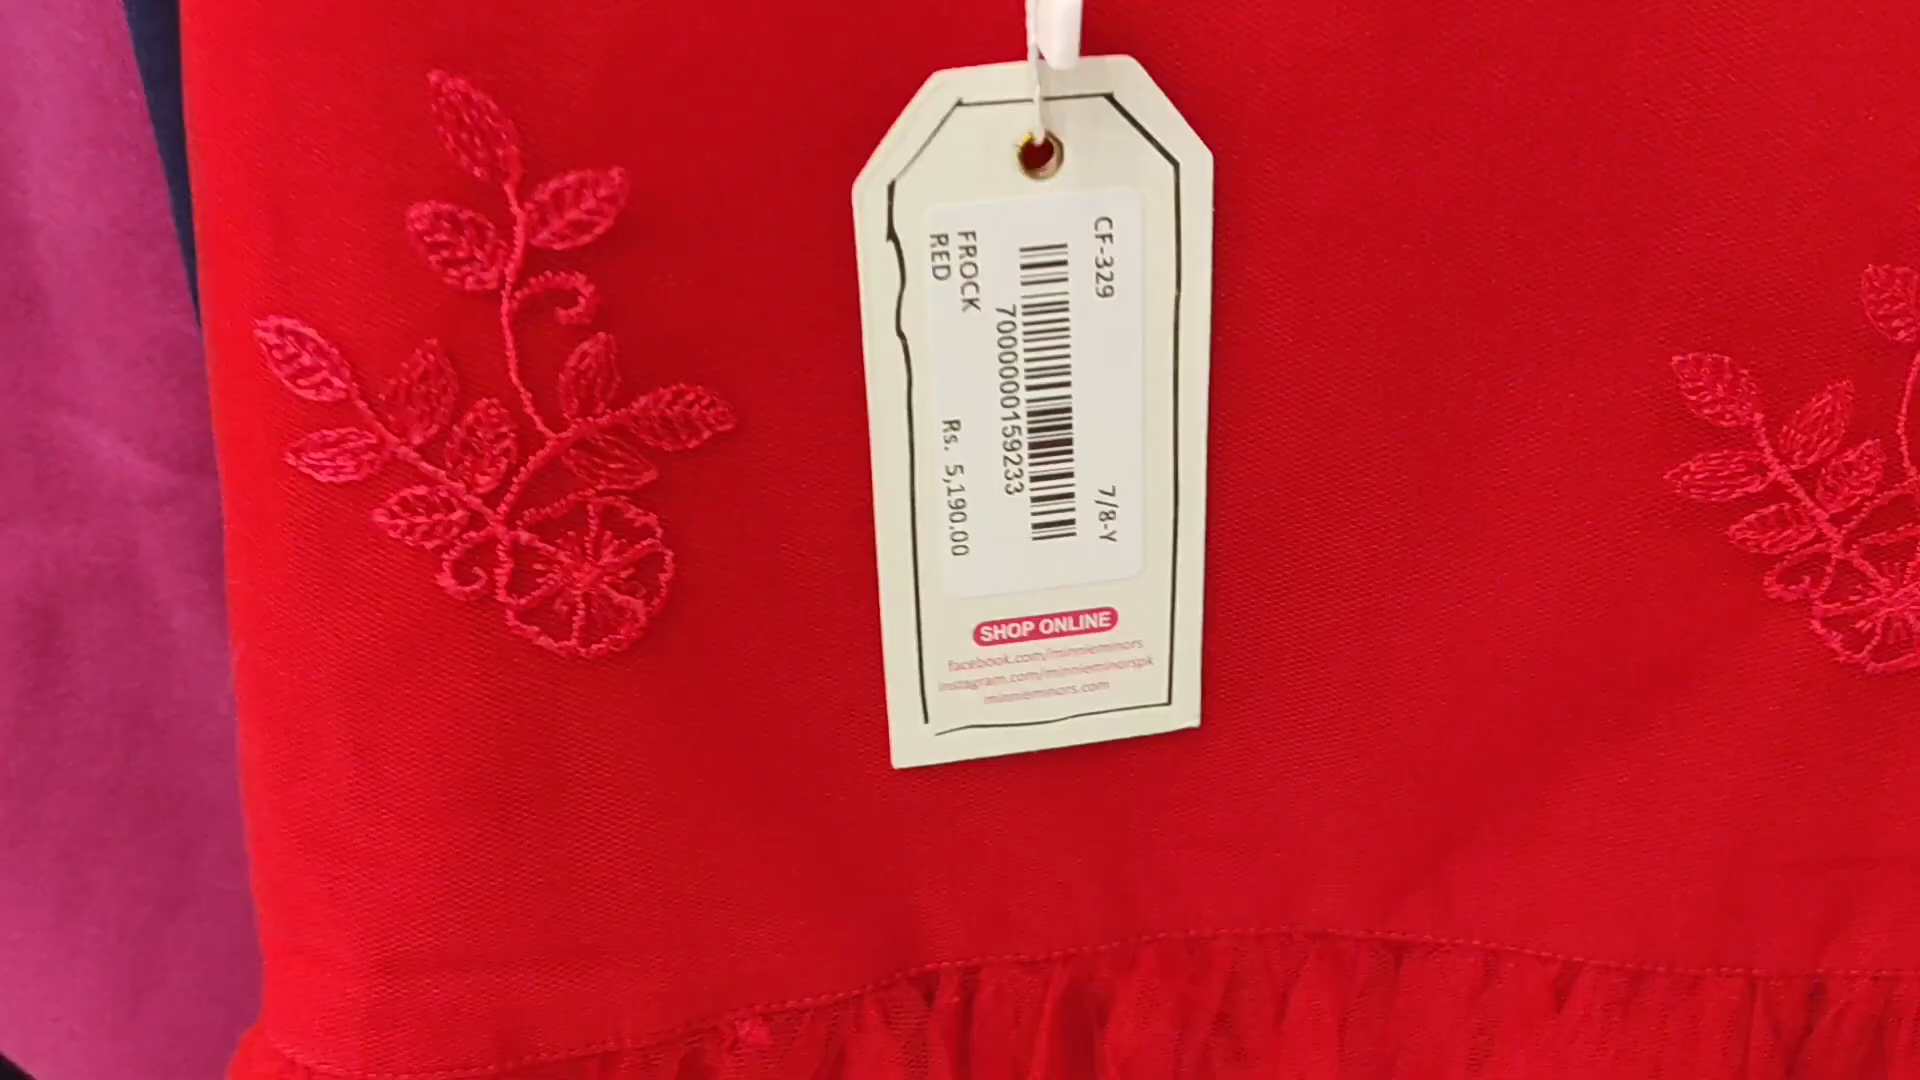 CF-329 7/8-Y
7000000159233
FROCK
RED Rs. 5,190.00
SHOP ONLINE
facebook.com/minnieminors
instagram.com/minnieminorspk
minnieminors.com